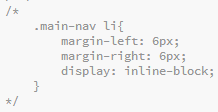 /*
    .main-nav li{
        margin-left: 6px;
        margin-right: 6px;
        display: inline-block;
    }
*/